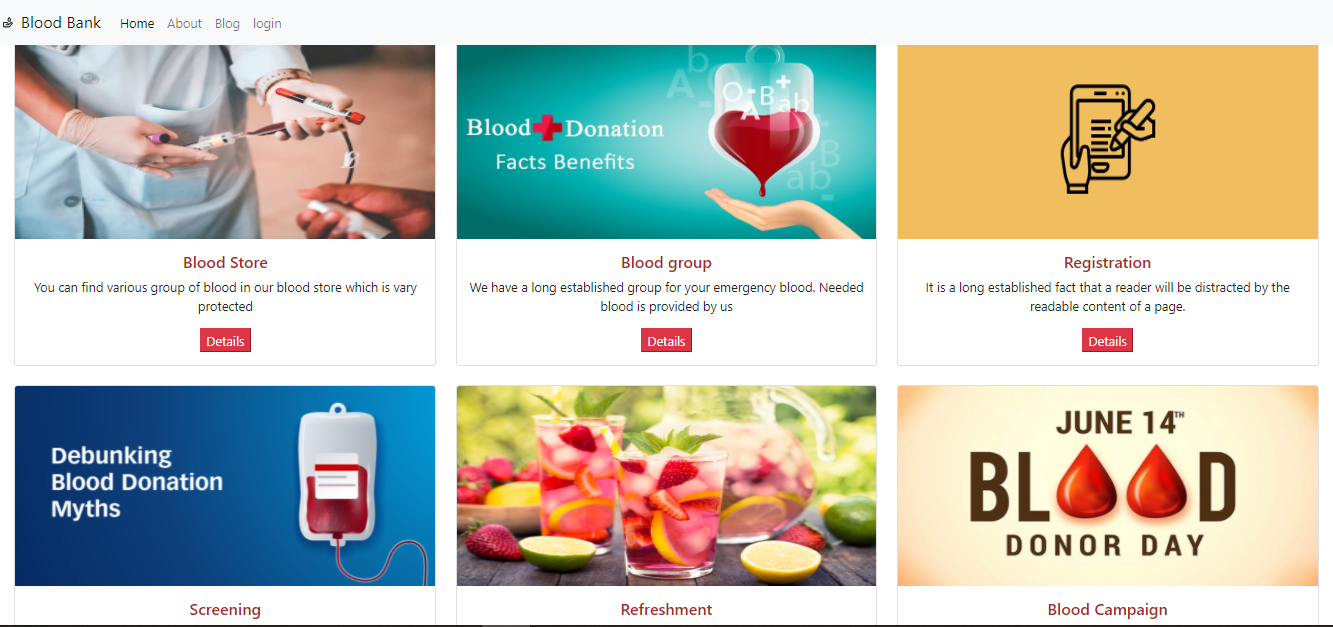 Blood Bank Home About Blog login
Blood Donation
Facts Benefits
Blood Store
You can find various group of blood in our blood store which is vary
protected
Details
Blood group
We have a long established group for your emergency blood. Needed
blood is provided by us
Details
Registration
It is a long established fact that a reader will be distracted by the
readable content of a page.
Details
Debunking
Blood Donation
Myths
JUNE 14TH
BLOOD
DONOR DAY
Screening
Refreshment
Blood Campaign